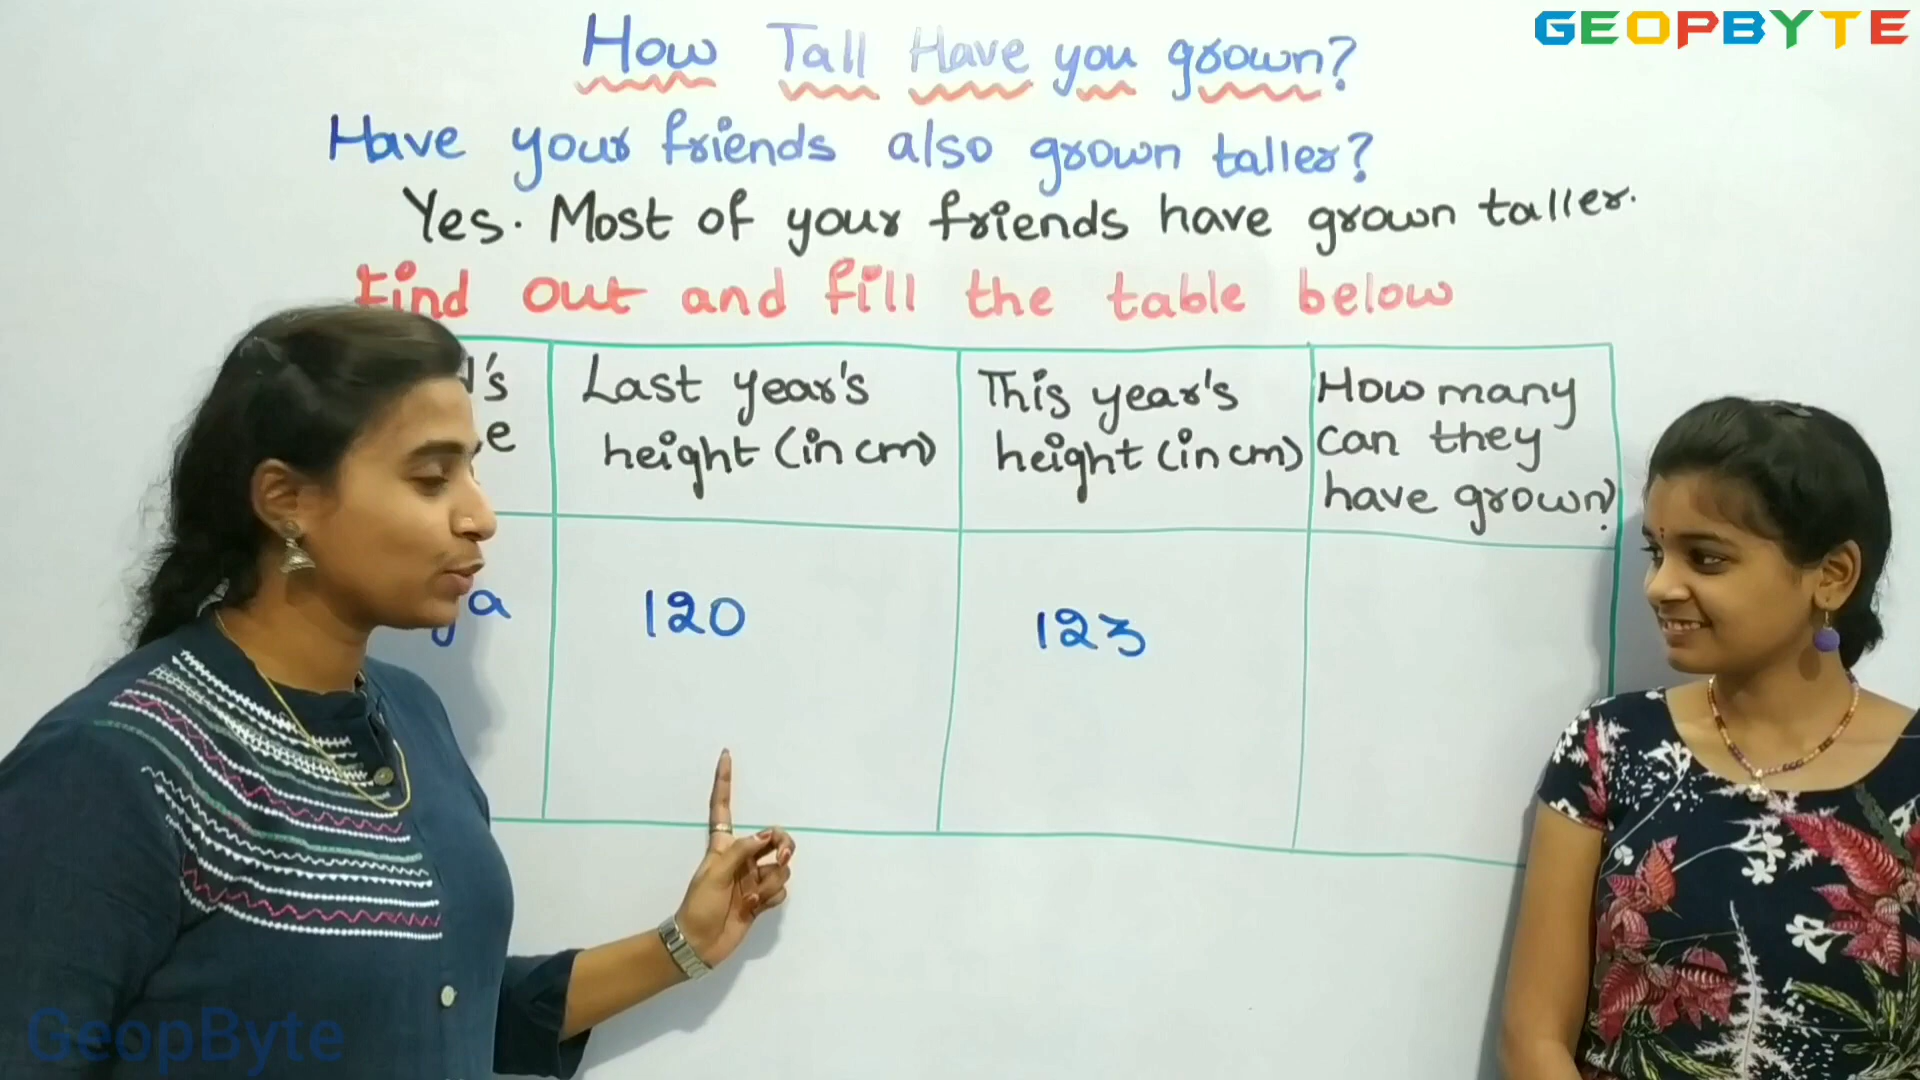 GEOPBYTE
How Tall Have you grown?
Have your friends also grown taller?
Yes. Most of your friends have grown taller.
Find out and fill the table below
Last year's
height (in cm)
This year's
height (in cm)
How many
can they
have grown?
120
123
GeopByte